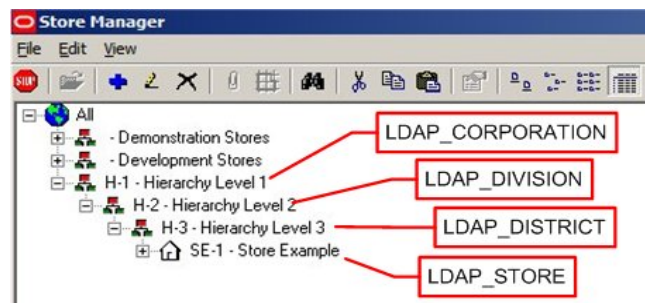 Store Manager
File Edit View
STOP
All
- Demonstration Stores
- Development Stores
H-1 - Hierarchy Level 1
H-2 - Hierarchy Level 2
H-3 - Hierarchy Level 3
SE-1 - Store Example
LDAP_CORPORATION
LDAP_DIVISION
LDAP_DISTRICT
LDAP_STORE